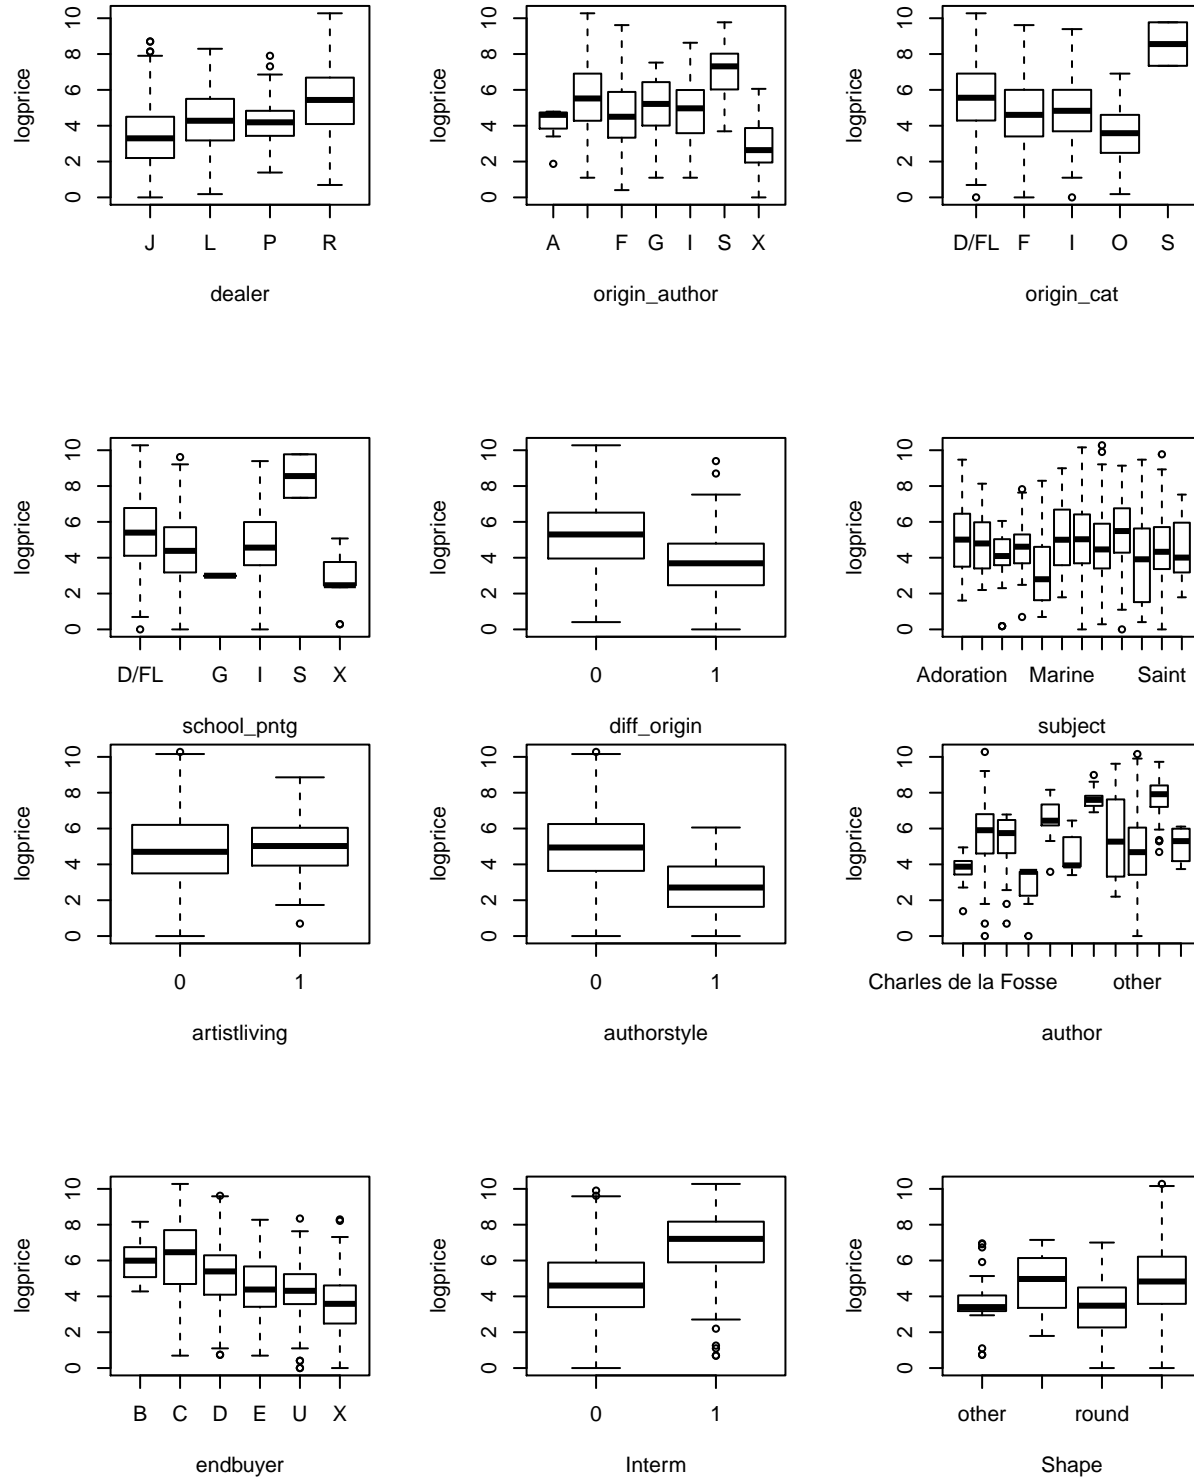 logprice
0 2 4 6 8 10
J L P R
dealer
logprice
0 2 4 6 8 10
A F G I S X
origin_author
logprice
0 2 4 6 8 10
D/FL F I O S
origin_cat
logprice
0 2 4 6 8 10
D/FL G I S X
school_pntg
logprice
0 2 4 6 8 10
0 1
diff_origin
logprice
0 2 4 6 8 10
Adoration Marine Saint
subject
logprice
0 2 4 6 8 10
0 1
artistliving
logprice
0 2 4 6 8 10
0 1
authorstyle
logprice
0 2 4 6 8 10
Charles de la Fosse other
author
logprice
0 2 4 6 8 10
B C D E U X
endbuyer
logprice
0 2 4 6 8 10
0 1
Interm
logprice
0 2 4 6 8 10
other round
Shape